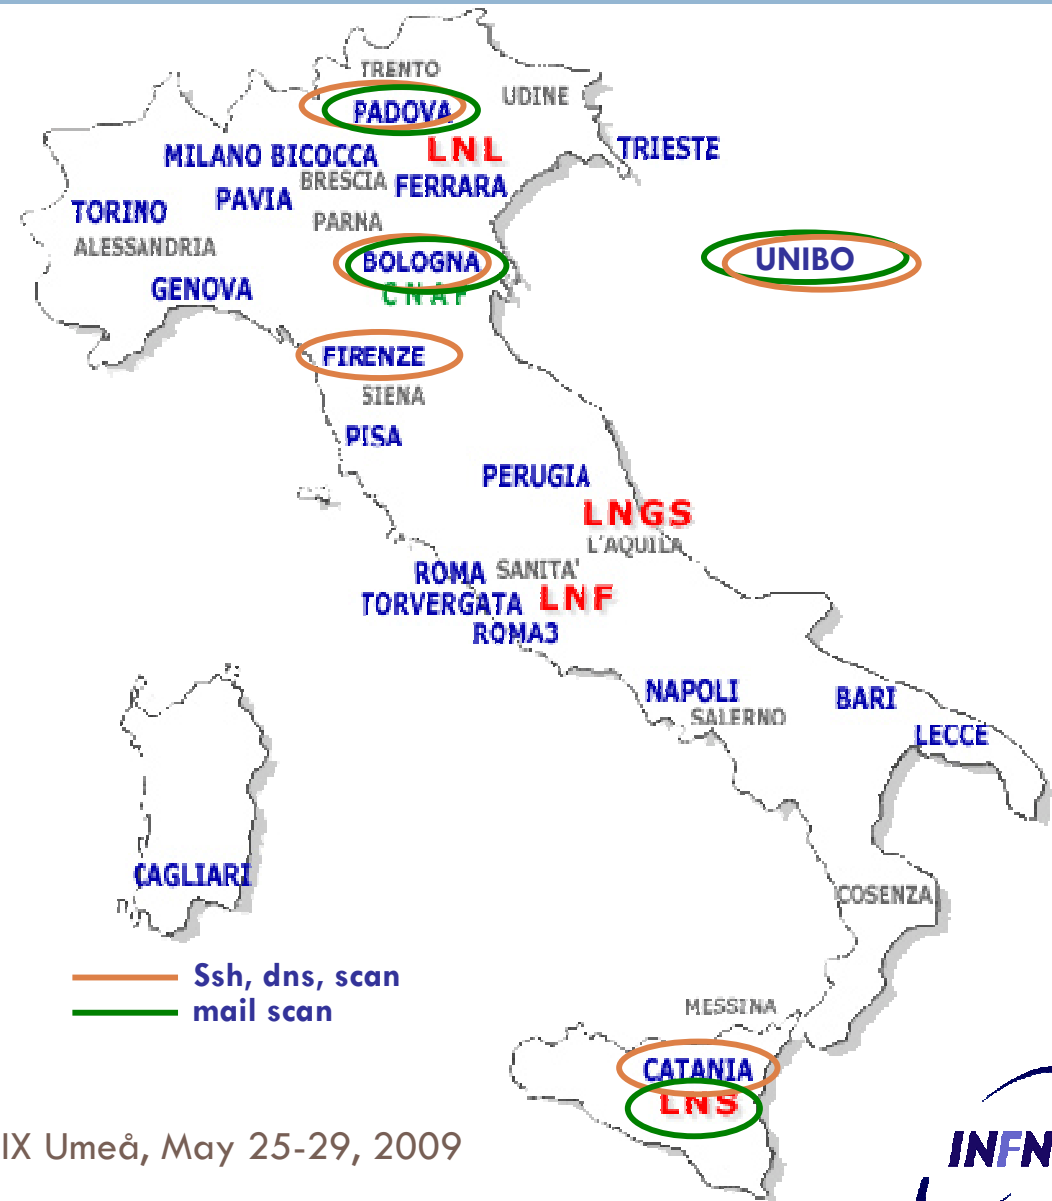 TRENTO
PADOVA
UDINE
MILANO BICOCCA
LNL
TRIESTE
BRESCIA
FERRARA
PAVIA
TORINO
PARNA
ALESSANDRIA
BOLOGNA
UNIBO
CNAF
GENOVA
FIRENZE
SIENA
PISA
PERUGIA
LNGS
L'AQUILA
ROMA
SANITA'
TORVERGATA
LNF
ROMA3
NAPOLI
SALERNO
BARI
LECCE
CAGLIARI
COSENZA
Ssh, dns, scan
mail scan
MESSINA
CATANIA
LNS
IX Umeå, May 25-29, 2009
INFN